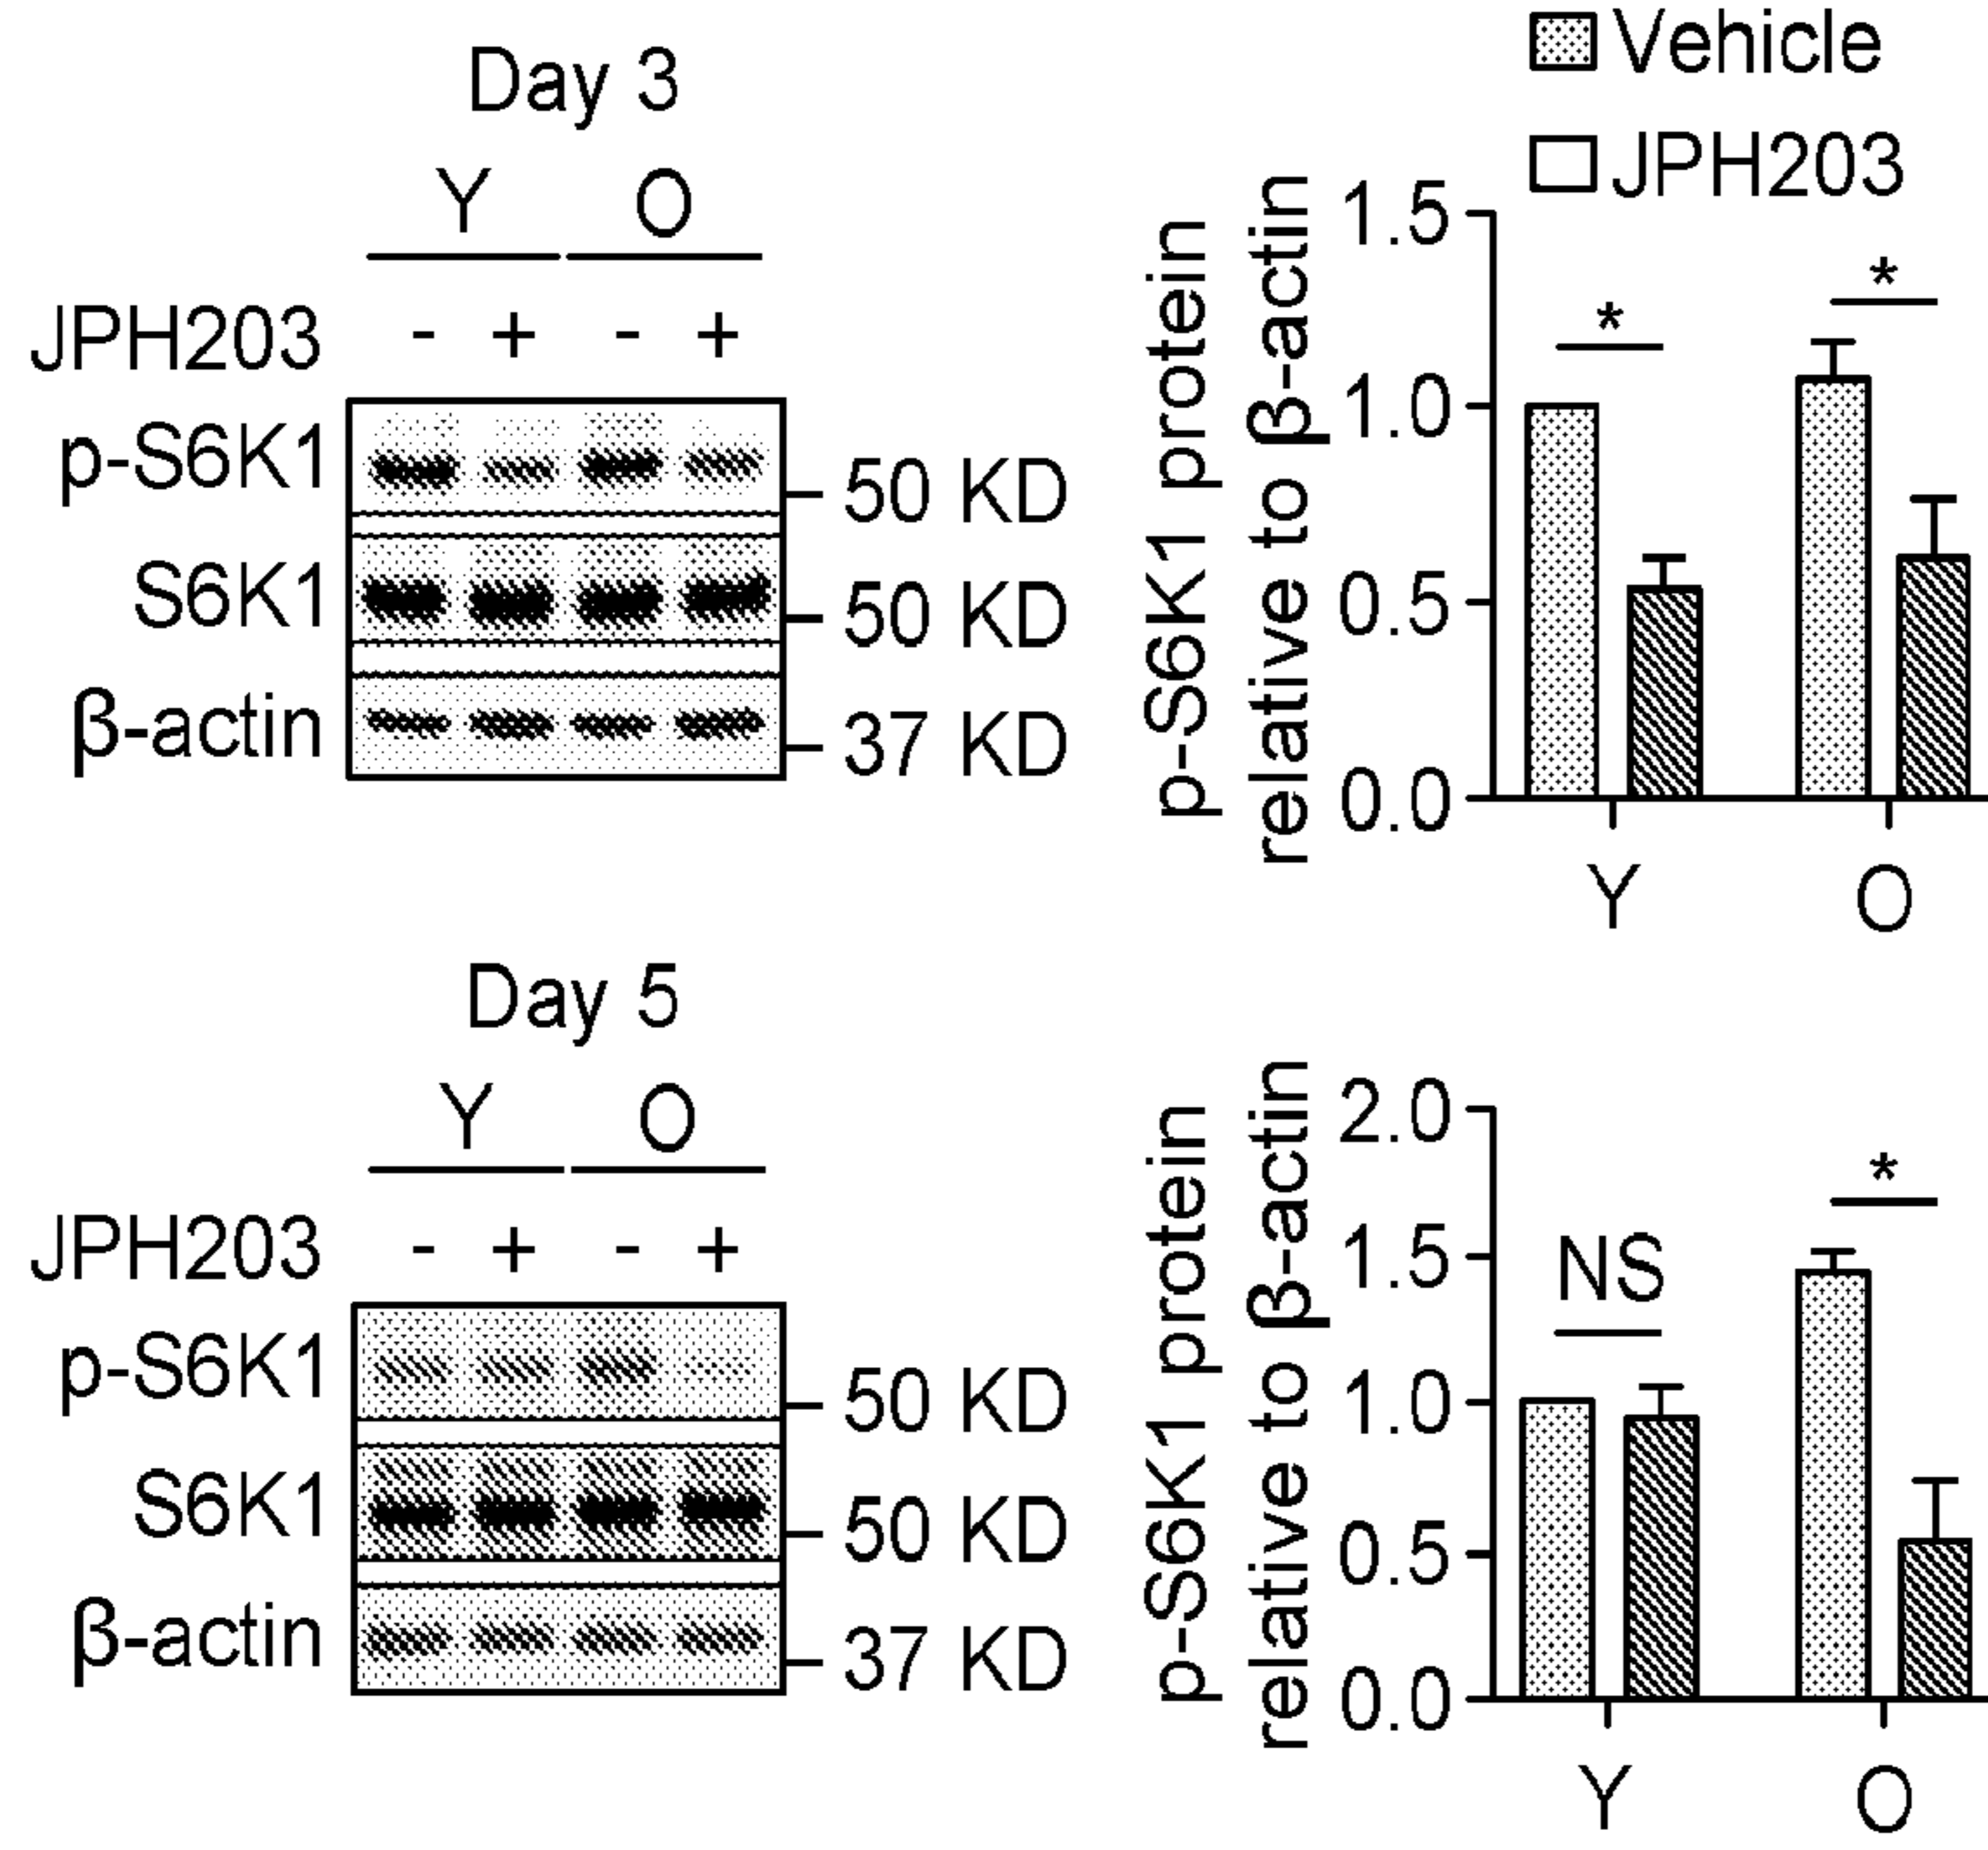 Day 3
Y O
JPH203 - + - +
p-S6K1 50 KD
S6K1 50 KD
β-actin 37 KD
Vehicle
JPH203
p-S6K1 protein
relative to β-actin
1.5
1.0
0.5
0.0
*
*
Y O
Day 5
Y O
JPH203 - + - +
p-S6K1 50 KD
S6K1 50 KD
β-actin 37 KD
p-S6K1 protein
relative to β-actin
2.0
1.5
1.0
0.5
0.0
NS
*
Y O